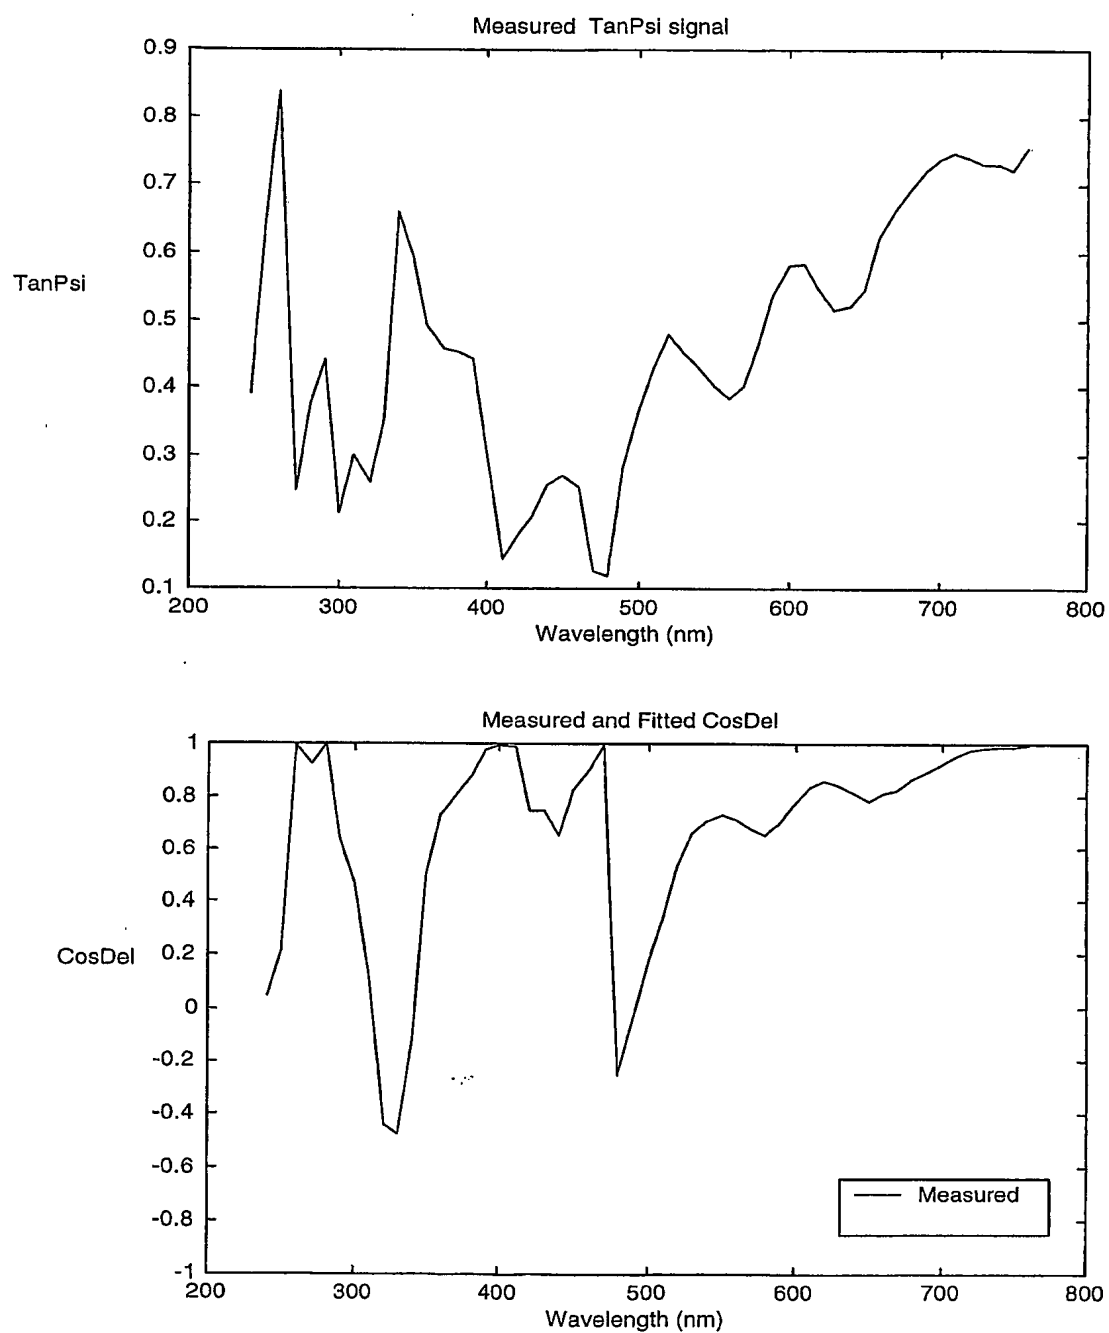 Measured TanPsi signal
0.9
0.8
0.7
0.6
TanPsi
0.5
0.4
0.3
0.2
0.1
200 300 400 500 600 700 800
Wavelength (nm)
Measured and Fitted CosDel
1
0.8
0.6
0.4
CosDel
0.2
0
-0.2
-0.4
-0.6
-0.8
-1
Measured
200 300 400 500 600 700 800
Wavelength (nm)